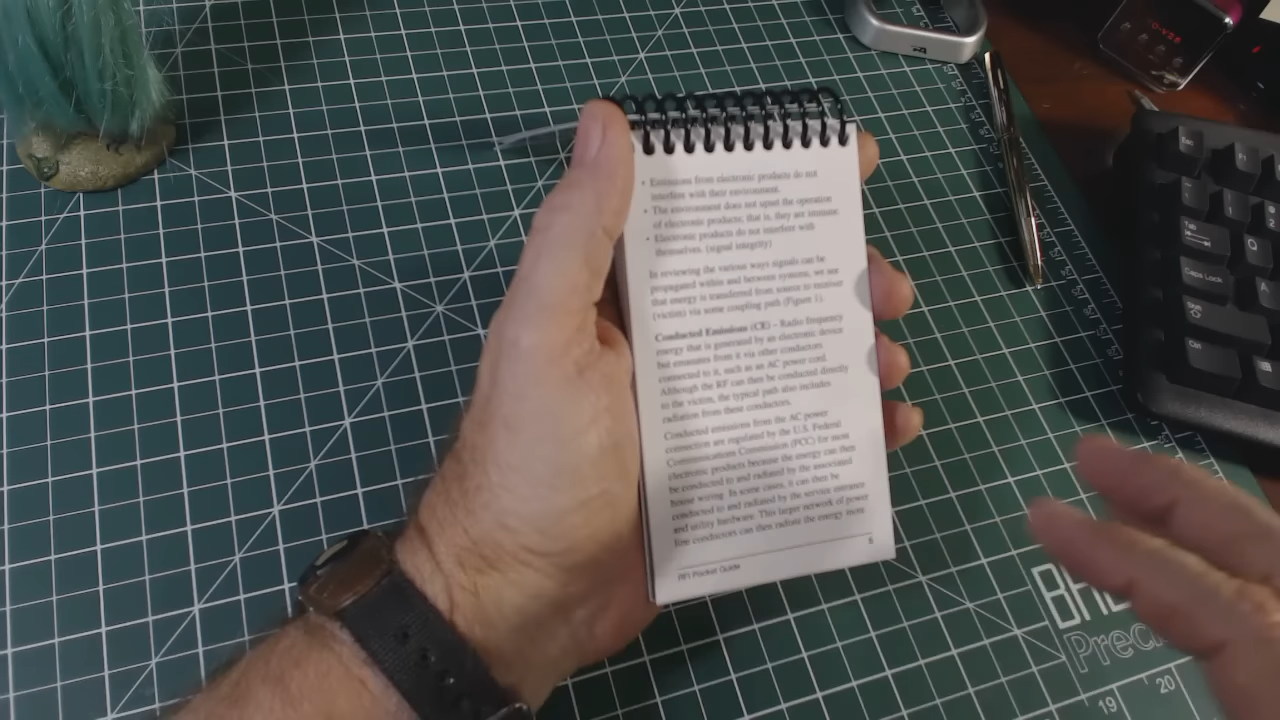 • Emissions from electronic products do not
interfere with their environment.
• The environment does not upset the operation
of electronic products; that is, they are immune
• Electronic products do not interfere with
themselves. (signal integrity)
In reviewing the various ways signals can be
propagated within and between systems, we see
that energy is transferred from source to receiver
(victim) via some coupling path (Figure 1).
Conducted Emissions (CE) – Radio frequency
energy that is generated by an electronic device
but emanates from it via other conductors
connected to it, such as an AC power cord.
Although the RF can then be conducted directly
to the victim, the typical path also includes
radiation from these conductors.
Conducted emissions from the AC power
connection are regulated by the U.S. Federal
Communications Commission (FCC) for most
electronic products because the energy can then
be conducted to and radiated by the associated
house wiring. In some cases, it can then be
conducted to and radiated by the service entrance
and utility hardware. This larger network of power
line conductors can then radiate the energy more
RFI Pocket Guide
5
Esc
F1
Tab
Q
Caps Lock
A
Ctrl
Preci
19
20